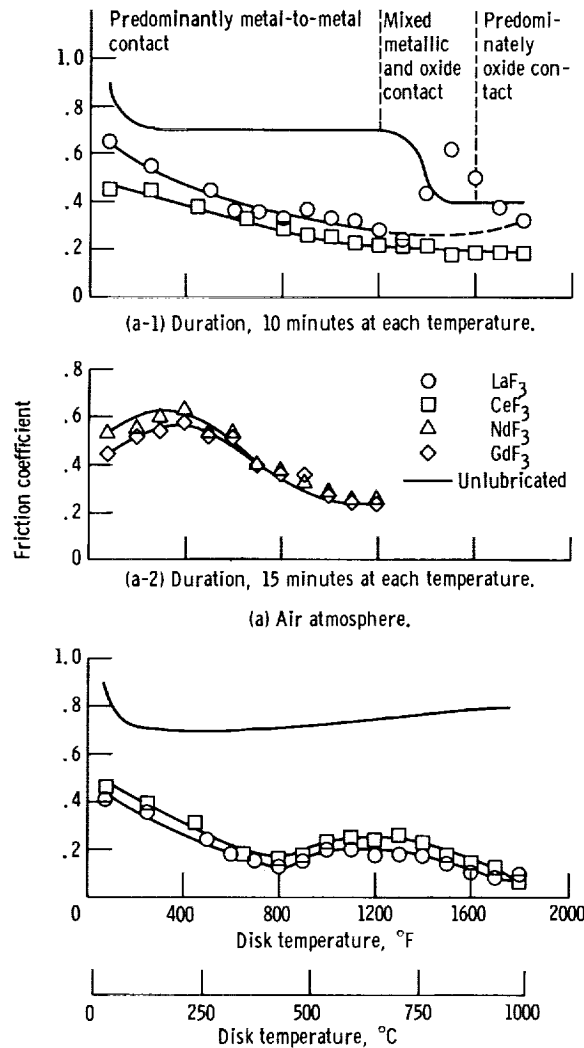 Predominantly metal-to-metal contact
Mixed metallic and oxide contact
Predomi-nately oxide con-tact
1.0
.8
.6
.4
.2
0
(a-1) Duration, 10 minutes at each temperature.
Friction coefficient
.8
.6
.4
.2
0
LaF3
CeF3
NdF3
GdF3
Unlubricated
(a-2) Duration, 15 minutes at each temperature.
(a) Air atmosphere.
1.0
.8
.6
.4
.2
0 400 800 1200 1600 2000
Disk temperature, °F
0 250 500 750 1000
Disk temperature, °C